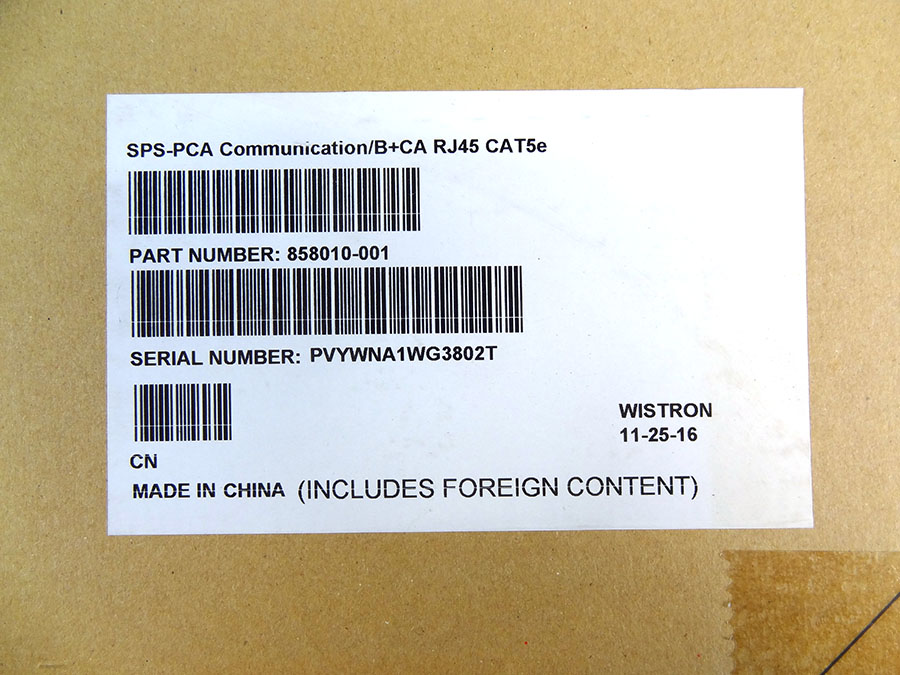 SPS-PCA Communication/B+CA RJ45 CAT5e
PART NUMBER: 858010-001
SERIAL NUMBER: PVYWNA1WG3802T
WISTRON
11-25-16
CN
MADE IN CHINA (INCLUDES FOREIGN CONTENT)